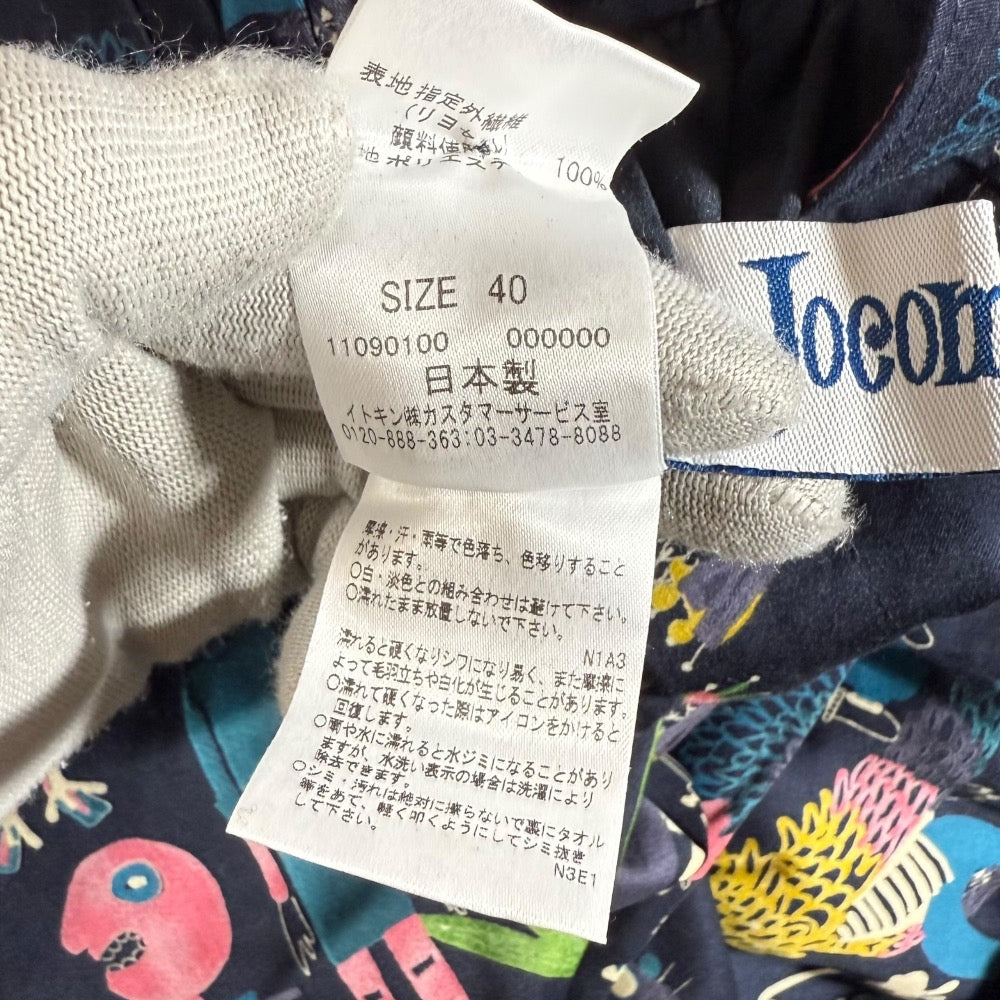 表地 指定外繊維
(リヨセル)
顔料使用
地 ポリエステ 100%
SIZE 40
11090100 000000
日本製
イトキン㈱カスタマーサービス室
0120-888-363:03-3478-8088
Jocom
摩擦・汗・雨等で色落ち、色移りすること
があります。
○白・淡色との組み合わせは避けて下さい。
○濡れたまま放置しないで下さい。
N1A3
濡れると硬くなりシワになり易く、また摩擦に
よって毛羽立ちや白化が生じることがあります。
○濡れて硬くなった際はアイロンをかけると
回復します。
○雨や水に濡れると水ジミになることがあり
ますが、水洗い表示の場合は洗濯により
除去できます。
○シミ・汚れは絶対に擦らないで裏にタオル
等をあて、軽く叩くようにしてシミ抜き
して下さい。
N3E1